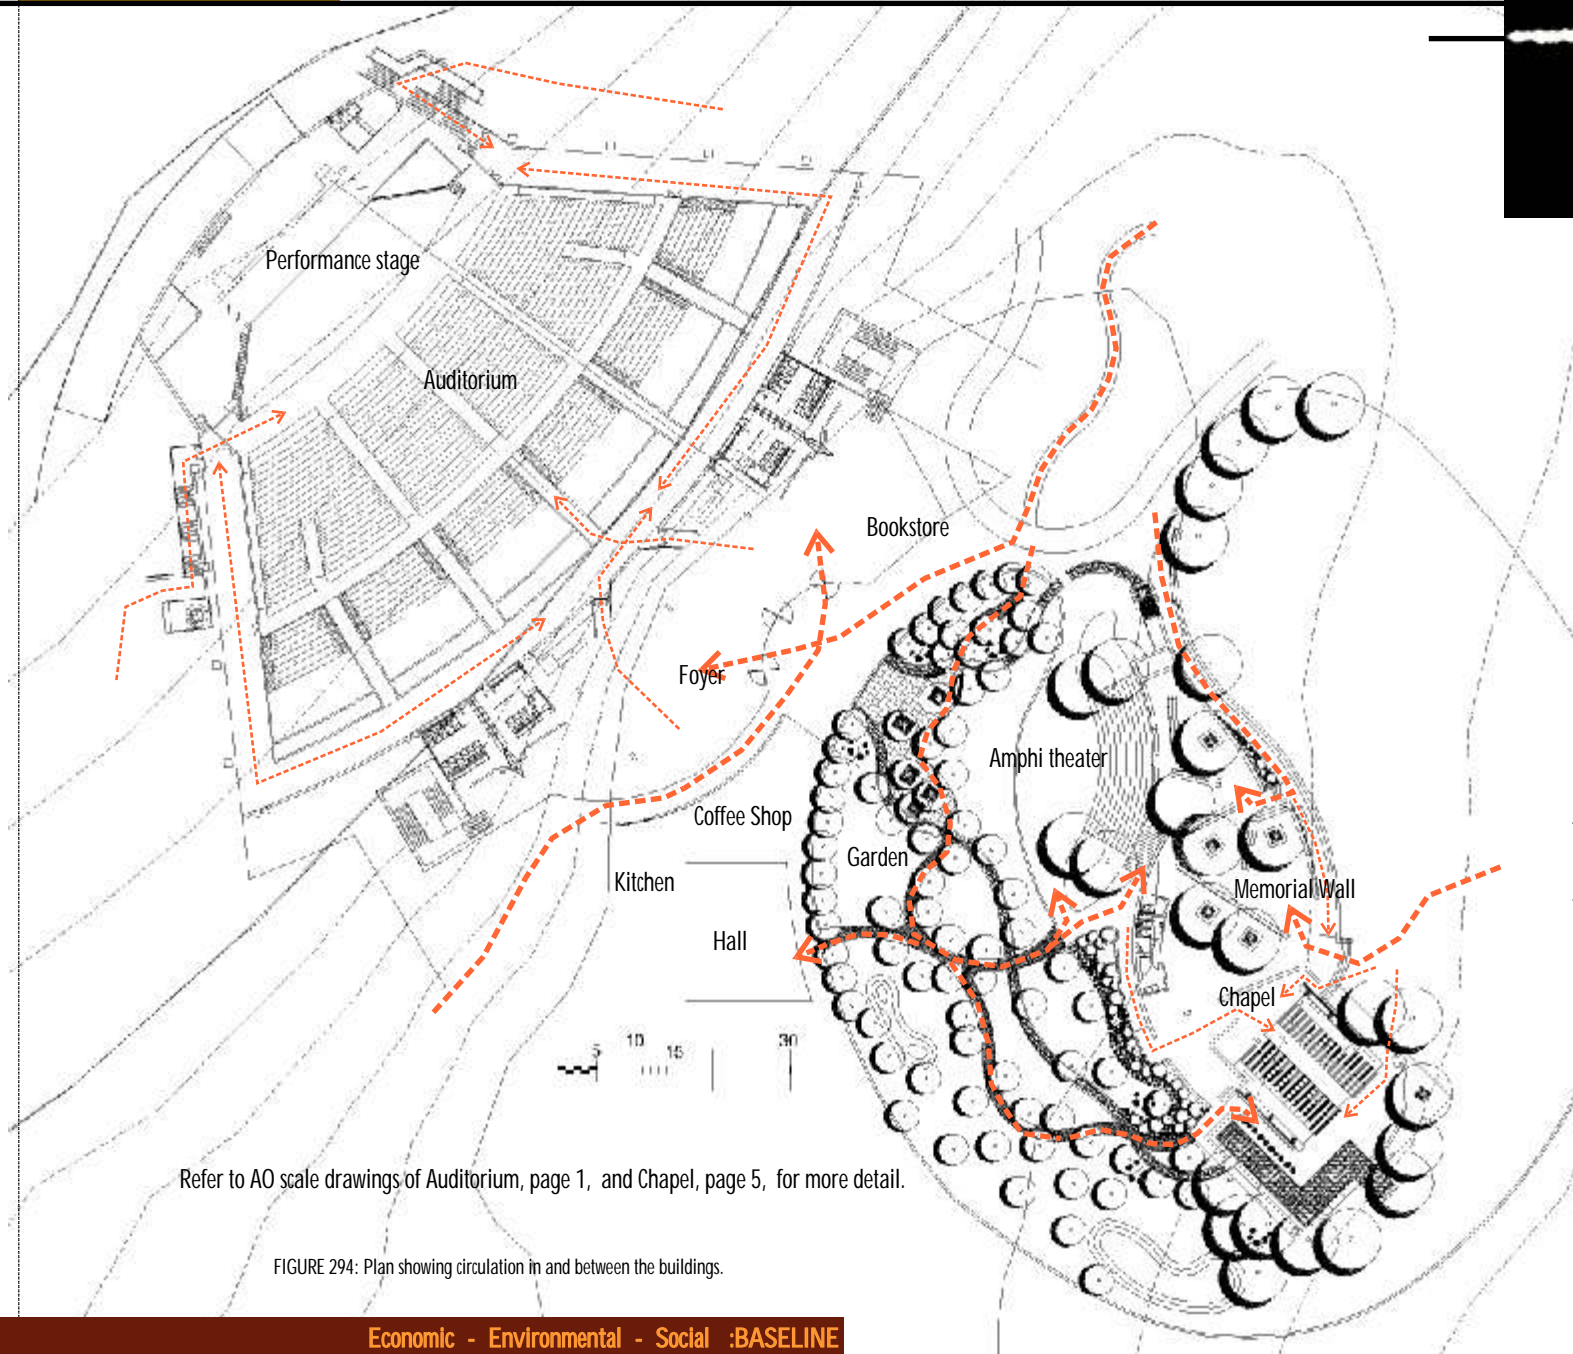 Performance stage
Auditorium
Bookstore
Foyer
Amphi theater
Coffee Shop
Garden
Kitchen
Memorial Wall
Hall
Chapel
5 10 15 30
Refer to AO scale drawings of Auditorium, page 1, and Chapel, page 5, for more detail.
FIGURE 294: Plan showing circulation in and between the buildings.
Economic - Environmental - Social :BASELINE